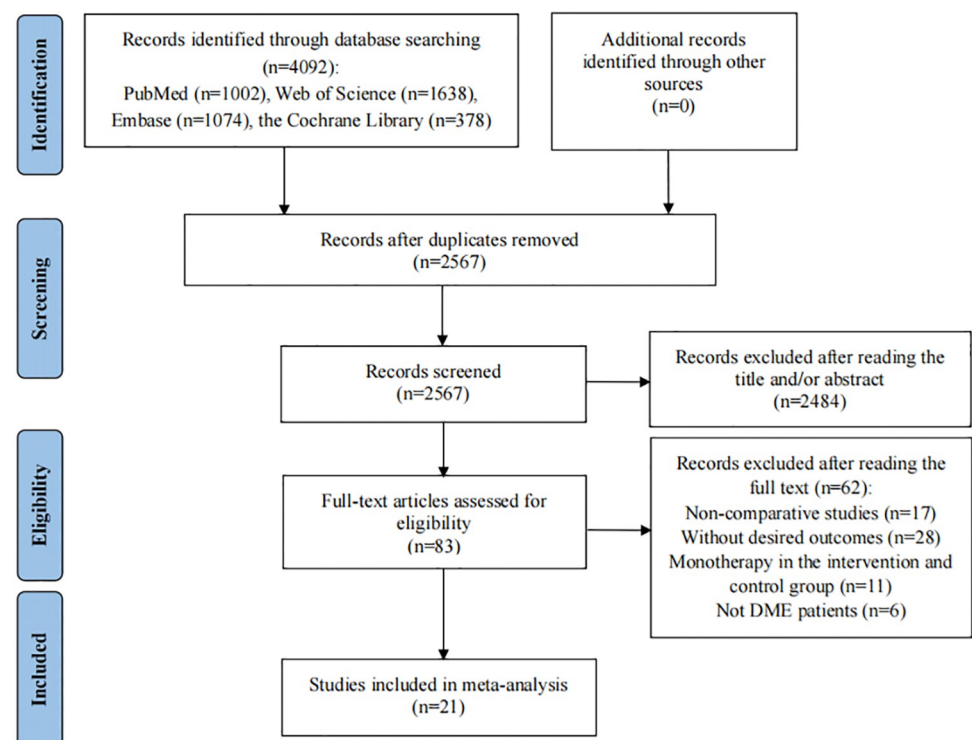 Identification
Records identified through database searching
(n=4092):
PubMed (n=1002), Web of Science (n=1638),
Embase (n=1074), the Cochrane Library (n=378)
Additional records
identified through other
sources
(n=0)
Screening
Records after duplicates removed
(n=2567)
Records screened
(n=2567)
Records excluded after reading the
title and/or abstract
(n=2484)
Eligibility
Full-text articles assessed for
eligibility
(n=83)
Records excluded after reading the
full text (n=62):
Non-comparative studies (n=17)
Without desired outcomes (n=28)
Monotherapy in the intervention and
control group (n=11)
Not DME patients (n=6)
Included
Studies included in meta-analysis
(n=21)